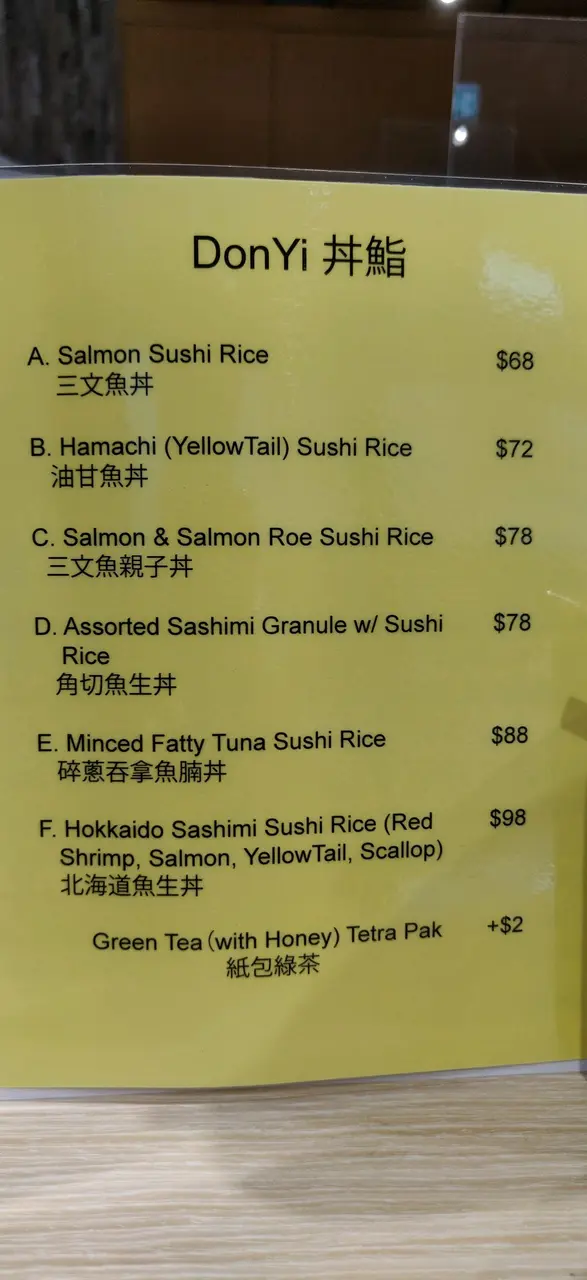 DonYi 丼鮨
A. Salmon Sushi Rice $68
三文魚丼
B. Hamachi (YellowTail) Sushi Rice $72
油甘魚丼
C. Salmon & Salmon Roe Sushi Rice $78
三文魚親子丼
D. Assorted Sashimi Granule w/ Sushi $78
Rice
角切魚生丼
E. Minced Fatty Tuna Sushi Rice $88
碎蔥吞拿魚腩丼
F. Hokkaido Sashimi Sushi Rice (Red $98
Shrimp, Salmon, YellowTail, Scallop)
北海道魚生丼
Green Tea (with Honey) Tetra Pak +$2
紙包綠茶